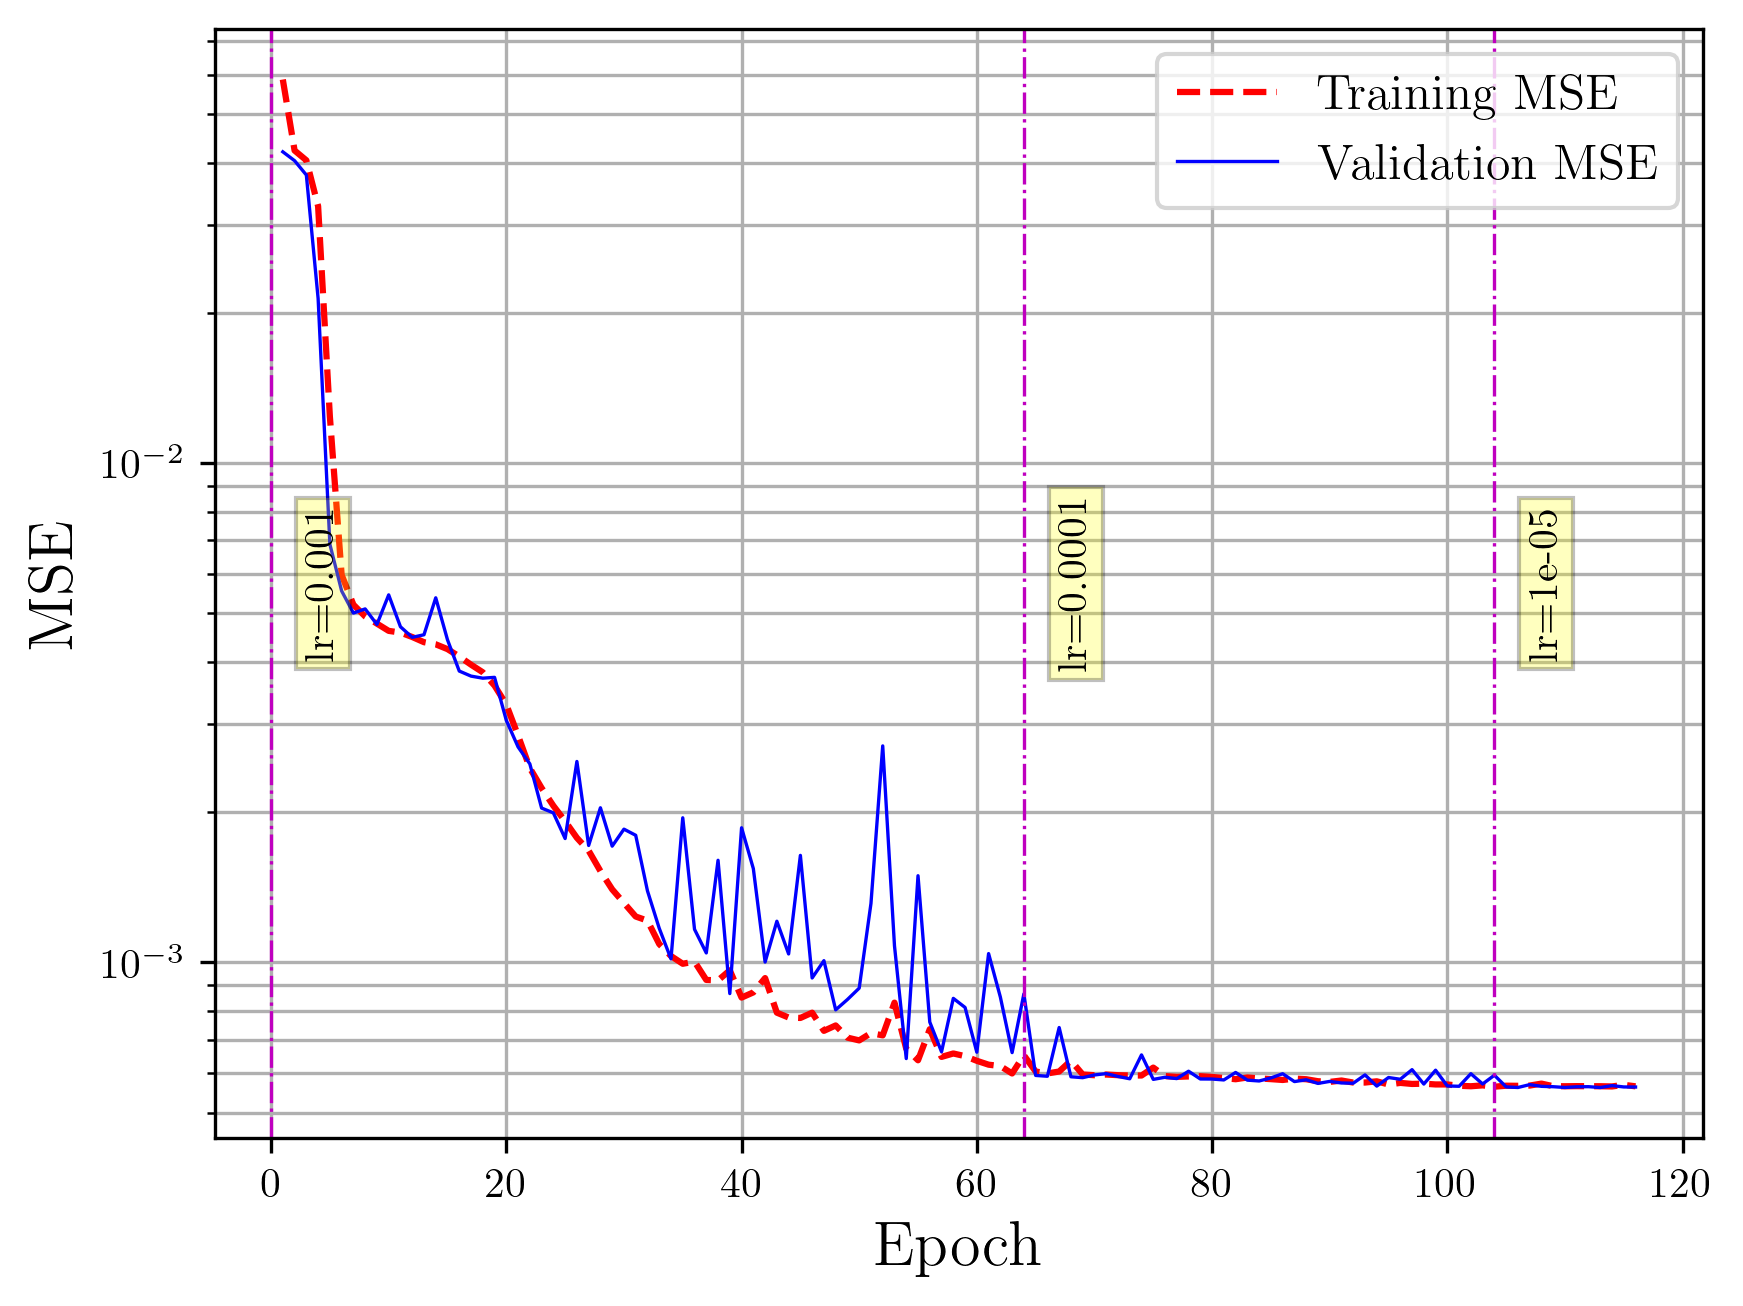 Training MSE
Validation MSE
10⁻²
10⁻³
MSE
lr=0.001
lr=0.0001
lr=1e-05
0 20 40 60 80 100 120
Epoch